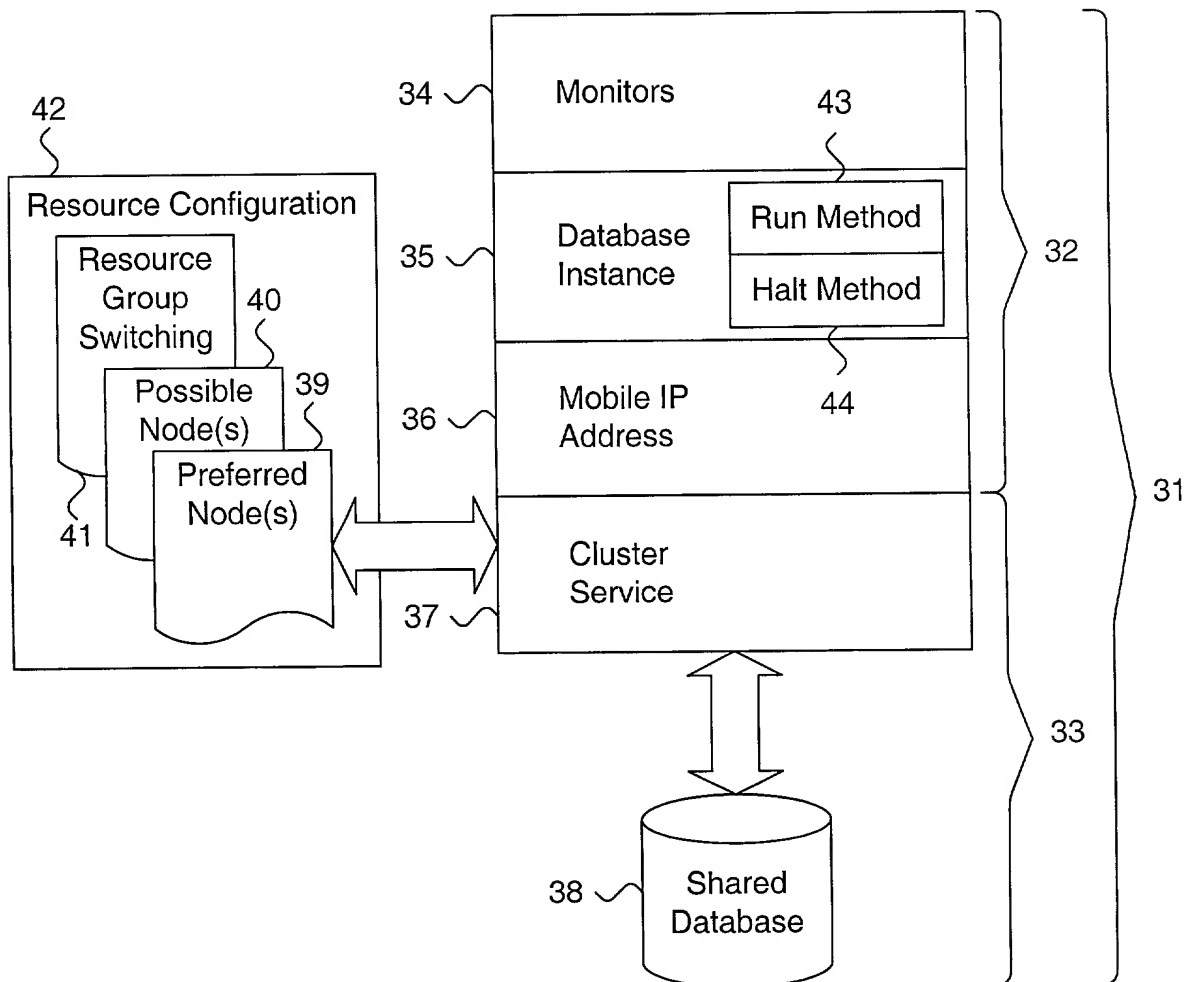 34
Monitors
43
42
Resource Configuration
Run Method
Database
Instance
35
32
Resource
Group
Switching
40
Halt Method
39
Possible
Node(s)
36
Mobile IP
Address
44
Preferred
Node(s)
41
31
Cluster
Service
37
33
38
Shared
Database